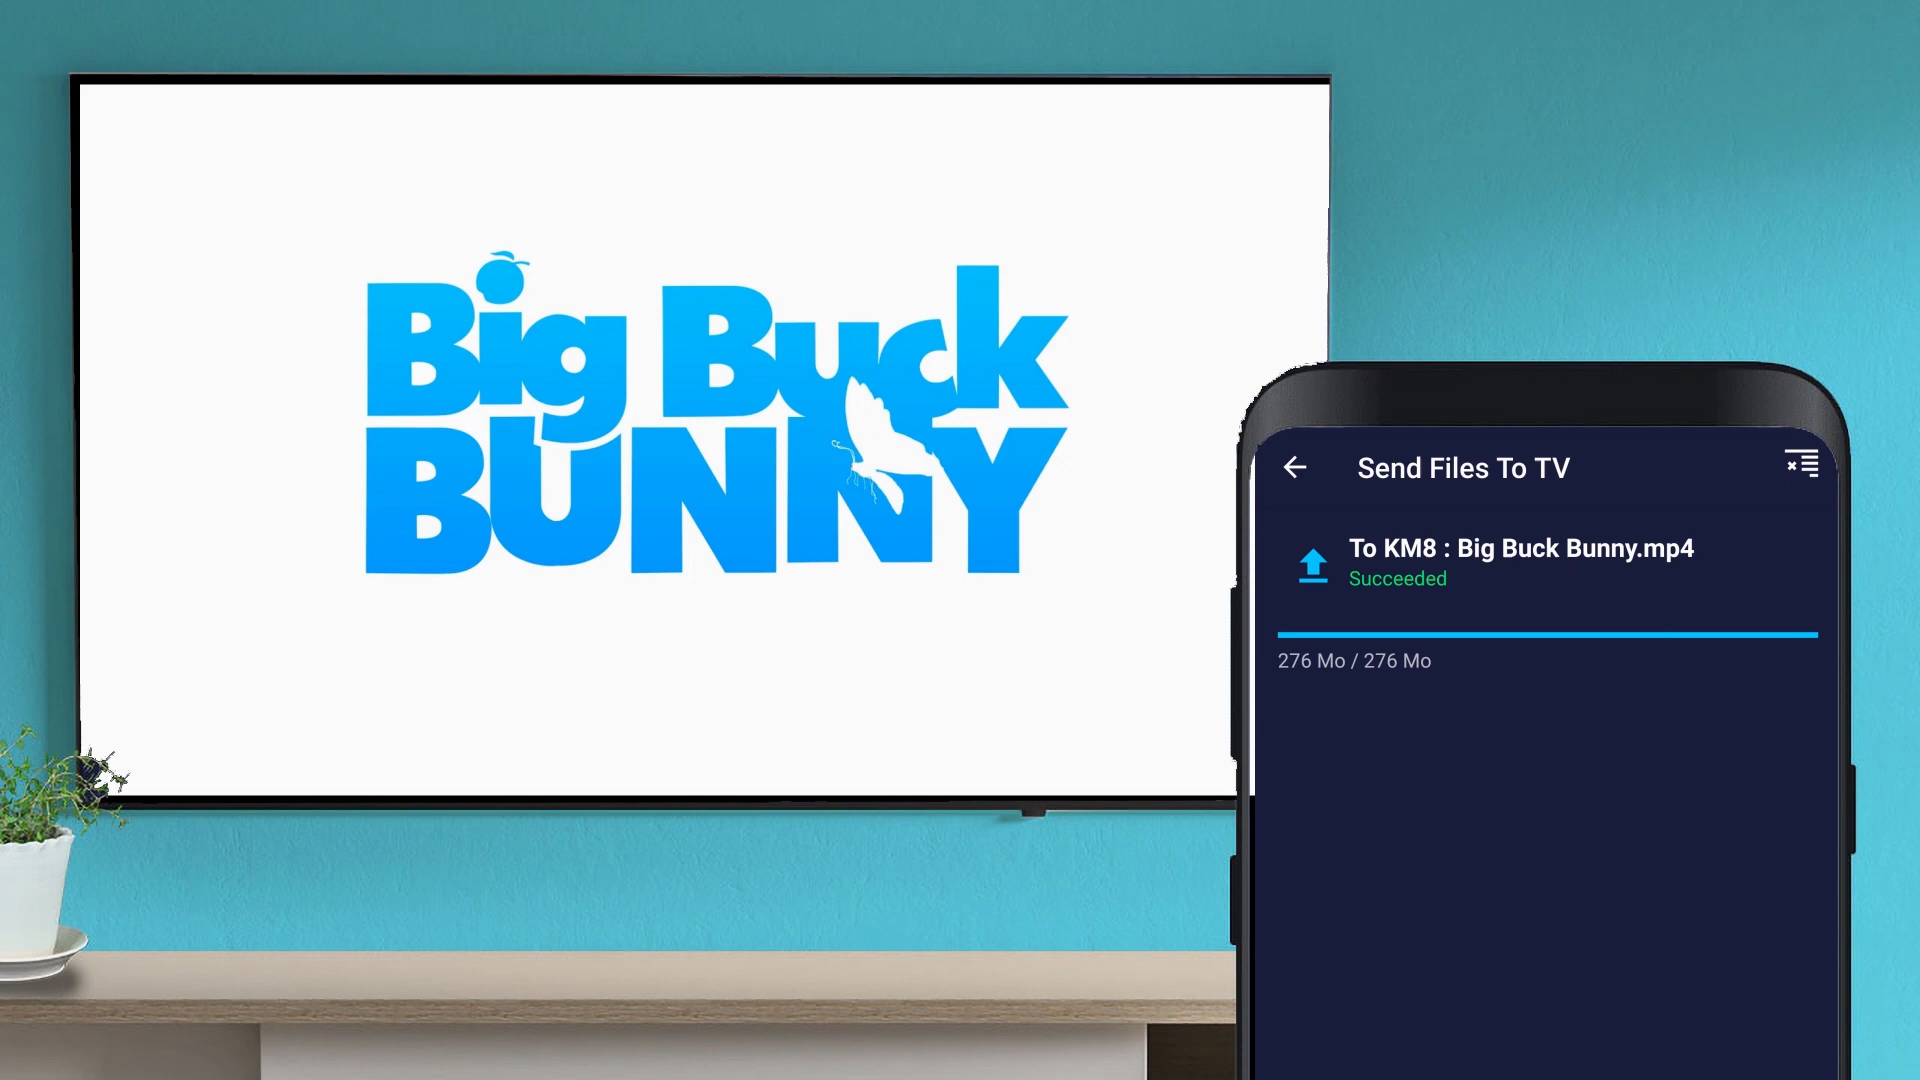 Big Buck
BUNNY
Send Files To TV
To KM8 : Big Buck Bunny.mp4
Succeeded
276 Mo / 276 Mo